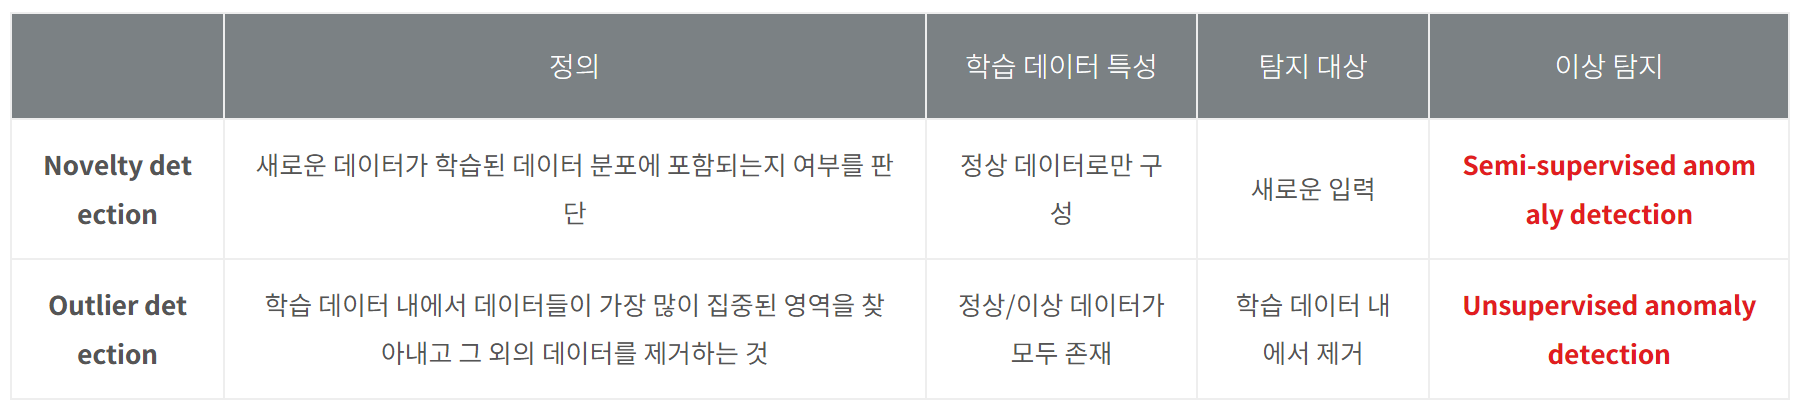 정의
학습 데이터 특성
탐지 대상
이상 탐지
Novelty det
ection
새로운 데이터가 학습된 데이터 분포에 포함되는지 여부를 판
단
정상 데이터로만 구
성
새로운 입력
Semi-supervised anom
aly detection
Outlier det
ection
학습 데이터 내에서 데이터들이 가장 많이 집중된 영역을 찾
아내고 그 외의 데이터를 제거하는 것
정상/이상 데이터가
모두 존재
학습 데이터 내
에서 제거
Unsupervised anomaly
detection